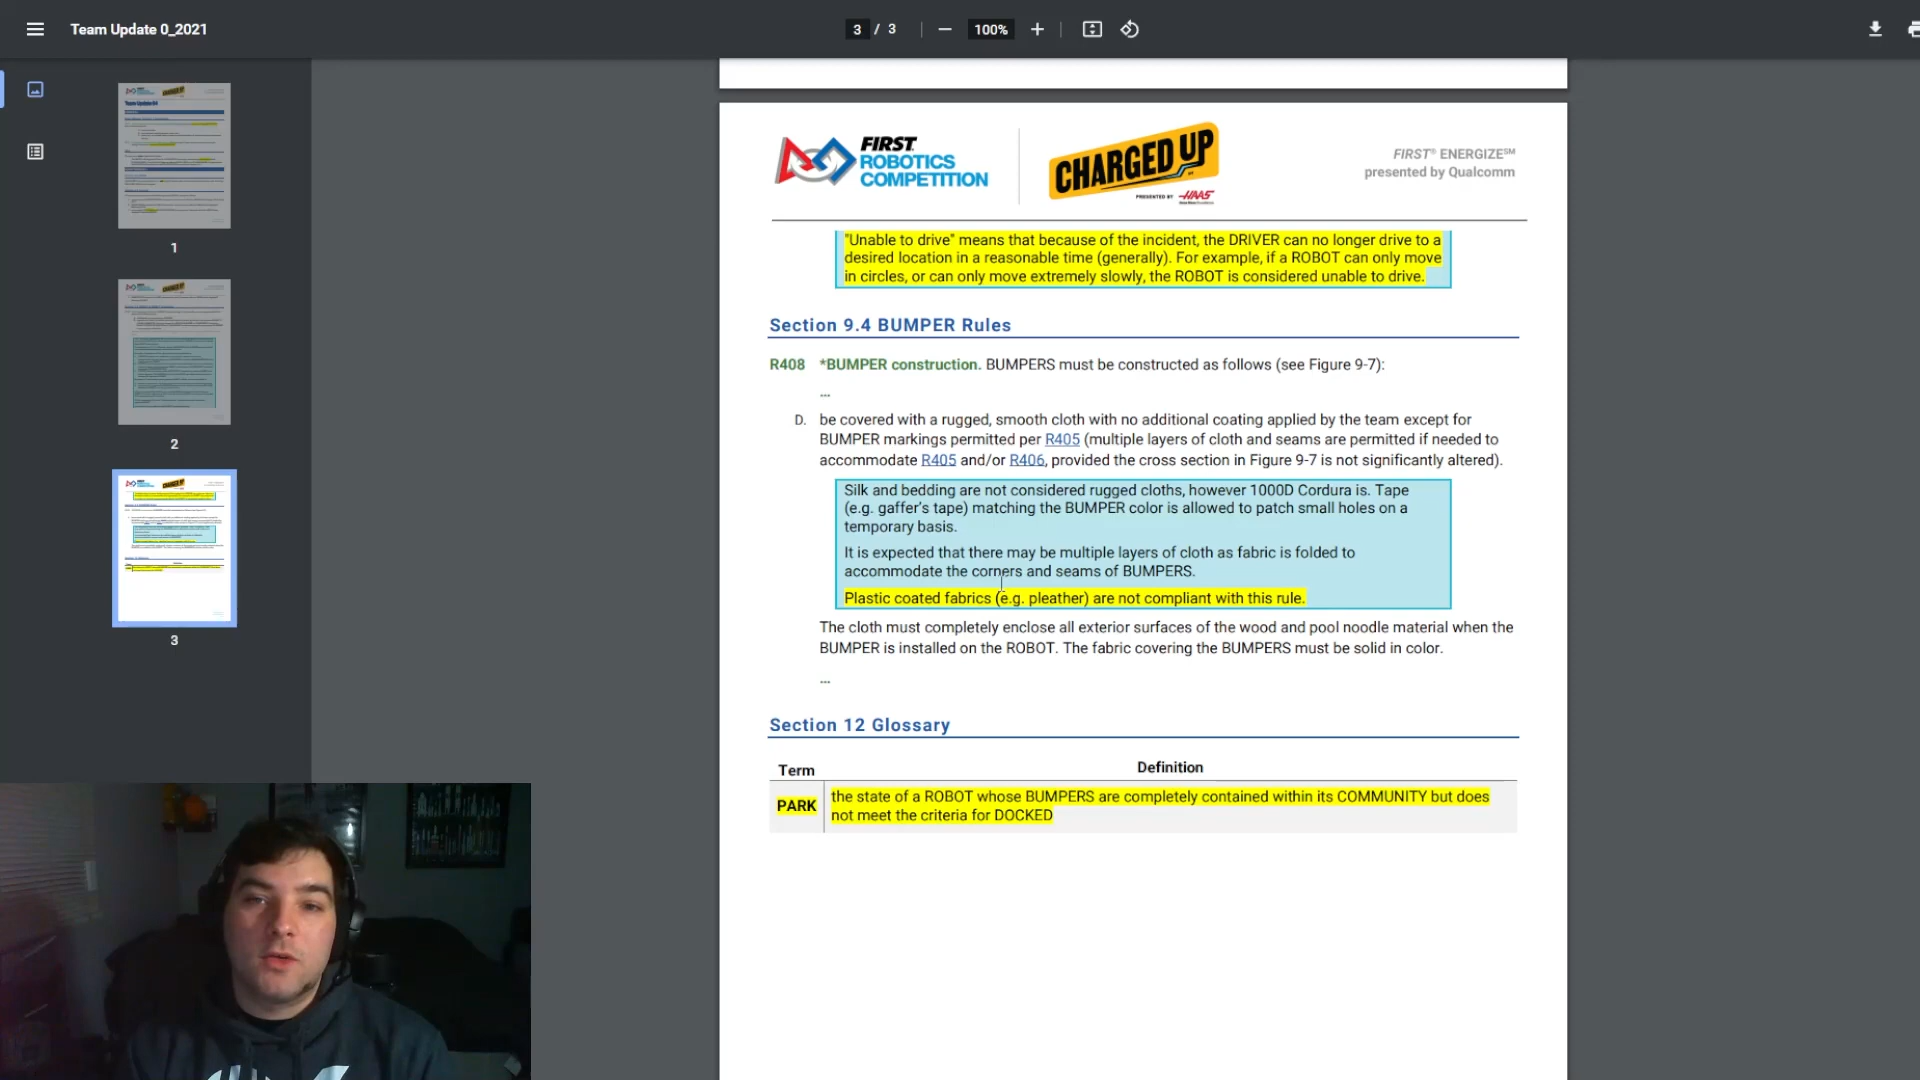 Team Update 0_2021
3 / 3
100%
1
2
3
FIRST
ROBOTICS
COMPETITION
CHARGED UP
PRESENTED BY HAAS
FIRST® ENERGIZE℠
presented by Qualcomm
"Unable to drive" means that because of the incident, the DRIVER can no longer drive to a
desired location in a reasonable time (generally). For example, if a ROBOT can only move
in circles, or can only move extremely slowly, the ROBOT is considered unable to drive.
Section 9.4 BUMPER Rules
R408 *BUMPER construction. BUMPERS must be constructed as follows (see Figure 9-7):
...
D. be covered with a rugged, smooth cloth with no additional coating applied by the team except for
BUMPER markings permitted per R405 (multiple layers of cloth and seams are permitted if needed to
accommodate R405 and/or R406, provided the cross section in Figure 9-7 is not significantly altered).
Silk and bedding are not considered rugged cloths, however 1000D Cordura is. Tape
(e.g. gaffer's tape) matching the BUMPER color is allowed to patch small holes on a
temporary basis.
It is expected that there may be multiple layers of cloth as fabric is folded to
accommodate the corners and seams of BUMPERS.
Plastic coated fabrics (e.g. pleather) are not compliant with this rule.
The cloth must completely enclose all exterior surfaces of the wood and pool noodle material when the
BUMPER is installed on the ROBOT. The fabric covering the BUMPERS must be solid in color.
...
Section 12 Glossary
Term Definition
PARK the state of a ROBOT whose BUMPERS are completely contained within its COMMUNITY but does
not meet the criteria for DOCKED